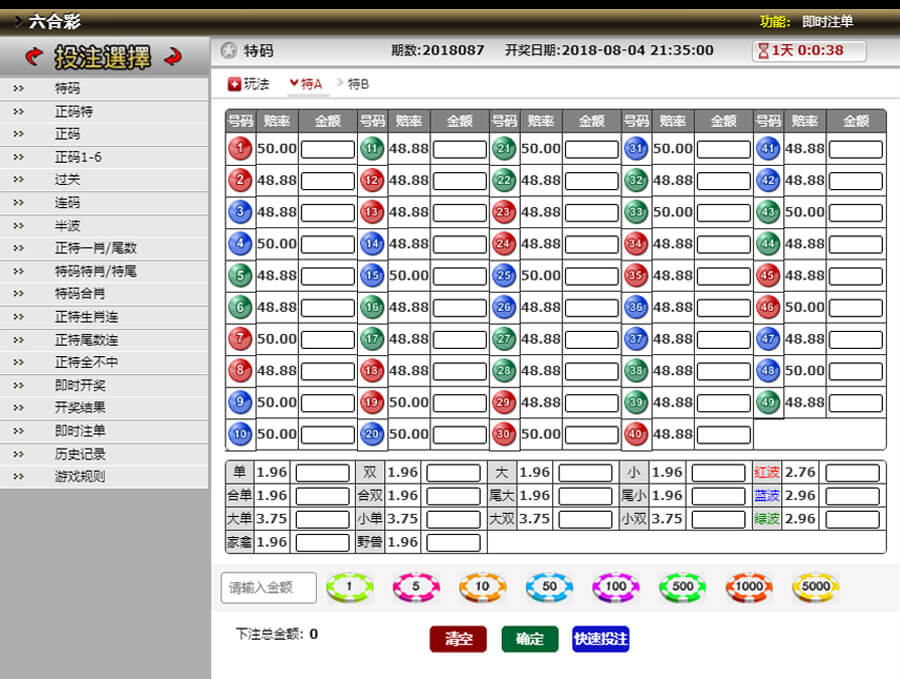 六合彩 功能: 即时注单
投注選擇
特码 期数:2018087 开奖日期:2018-08-04 21:35:00 1天 0:0:38
特码
正码特
正码
正码1-6
过关
连码
半波
正特一肖/尾数
特码特肖/特尾
特码合肖
正特生肖连
正特尾数连
正特全不中
即时开奖
开奖结果
即时注单
历史记录
游戏规则
玩法 特A 特B
号码 赔率 金额 号码 赔率 金额 号码 赔率 金额 号码 赔率 金额 号码 赔率 金额
1 50.00 11 48.88 21 50.00 31 50.00 41 48.88
2 48.88 12 48.88 22 48.88 32 48.88 42 48.88
3 48.88 13 48.88 23 48.88 33 50.00 43 50.00
4 50.00 14 48.88 24 48.88 34 48.88 44 48.88
5 48.88 15 50.00 25 50.00 35 48.88 45 48.88
6 48.88 16 48.88 26 48.88 36 48.88 46 50.00
7 50.00 17 48.88 27 48.88 37 48.88 47 48.88
8 48.88 18 48.88 28 48.88 38 48.88 48 50.00
9 50.00 19 50.00 29 48.88 39 48.88 49 48.88
10 50.00 20 50.00 30 50.00 40 48.88
单 1.96 双 1.96 大 1.96 小 1.96 红波 2.76
合单 1.96 合双 1.96 尾大 1.96 尾小 1.96 蓝波 2.96
大单 3.75 小单 3.75 大双 3.75 小双 3.75 绿波 2.96
家禽 1.96 野兽 1.96
请输入金额 1 5 10 50 100 500 1000 5000
下注总金额: 0 清空 确定 快速投注